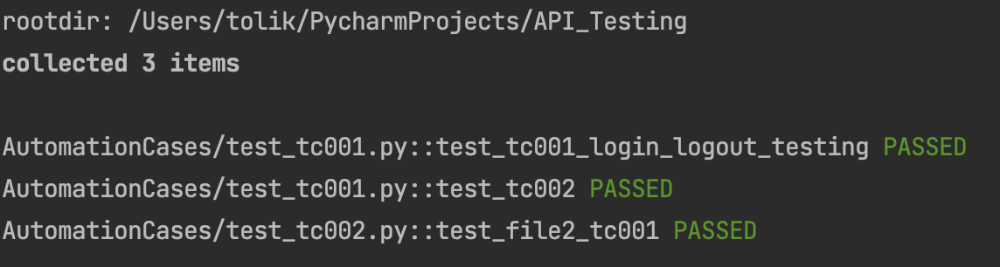 rootdir: /Users/tolik/PycharmProjects/API_Testing
collected 3 items
AutomationCases/test_tc001.py::test_tc001_login_logout_testing PASSED
AutomationCases/test_tc001.py::test_tc002 PASSED
AutomationCases/test_tc002.py::test_file2_tc001 PASSED